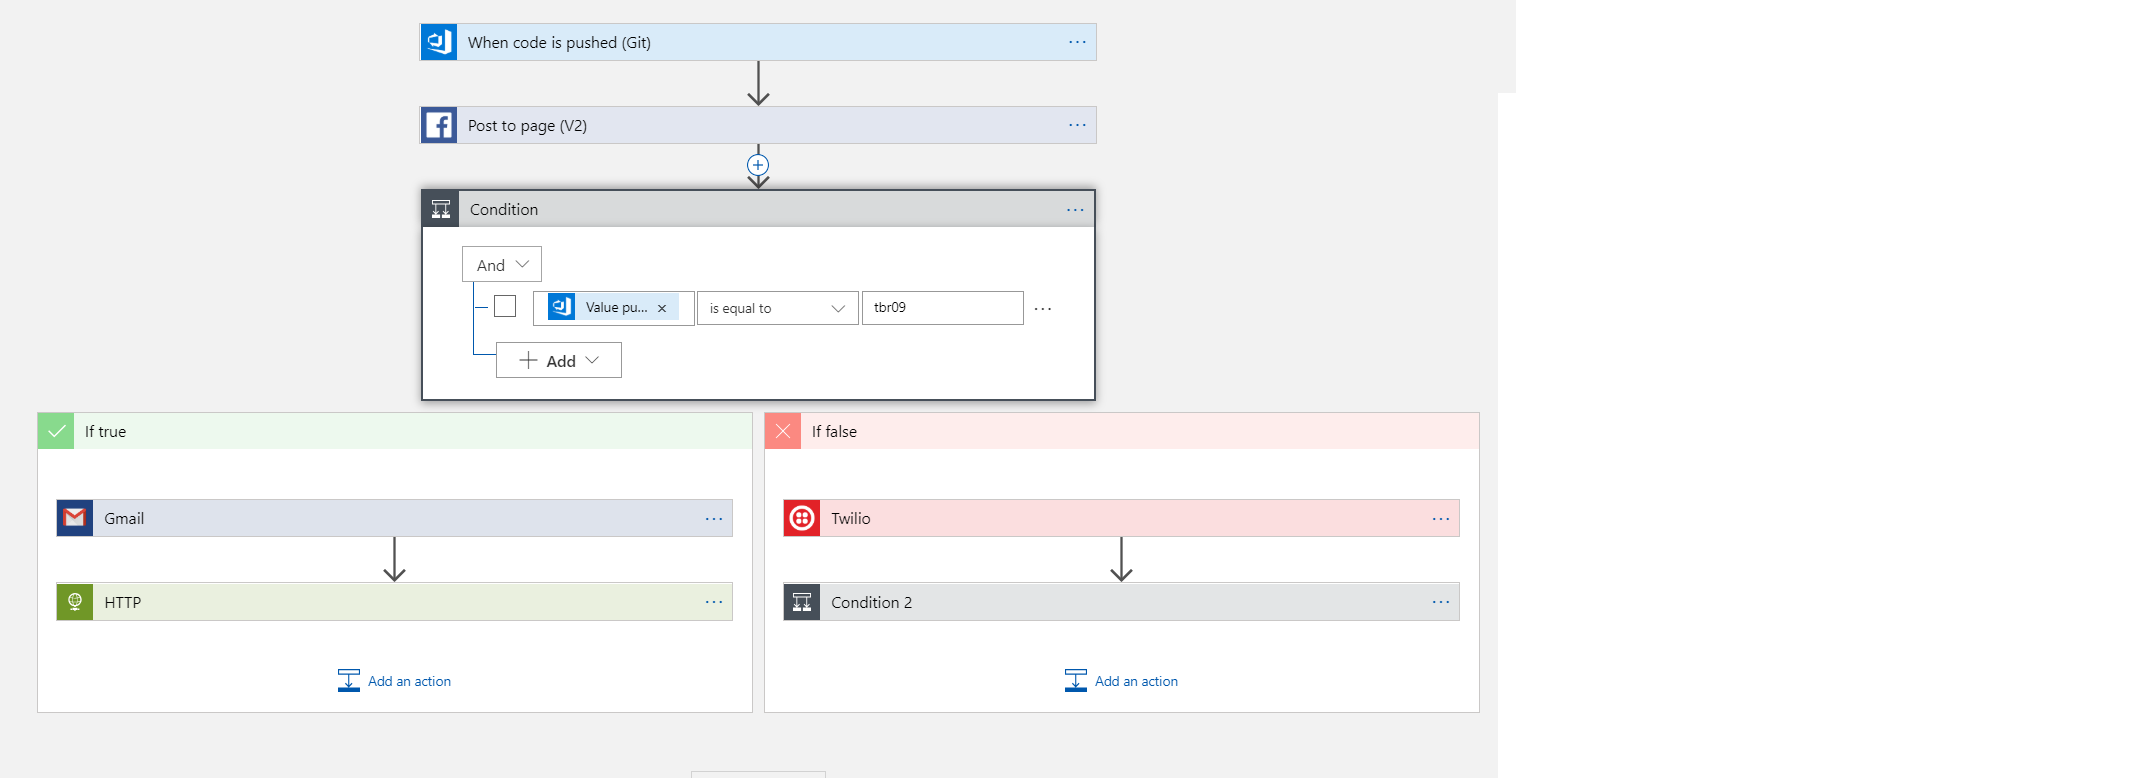 When code is pushed (Git)
Post to page (V2)
Condition
And
Value pu... is equal to tbr09
Add
If true
If false
Gmail
Twilio
HTTP
Condition 2
Add an action
Add an action